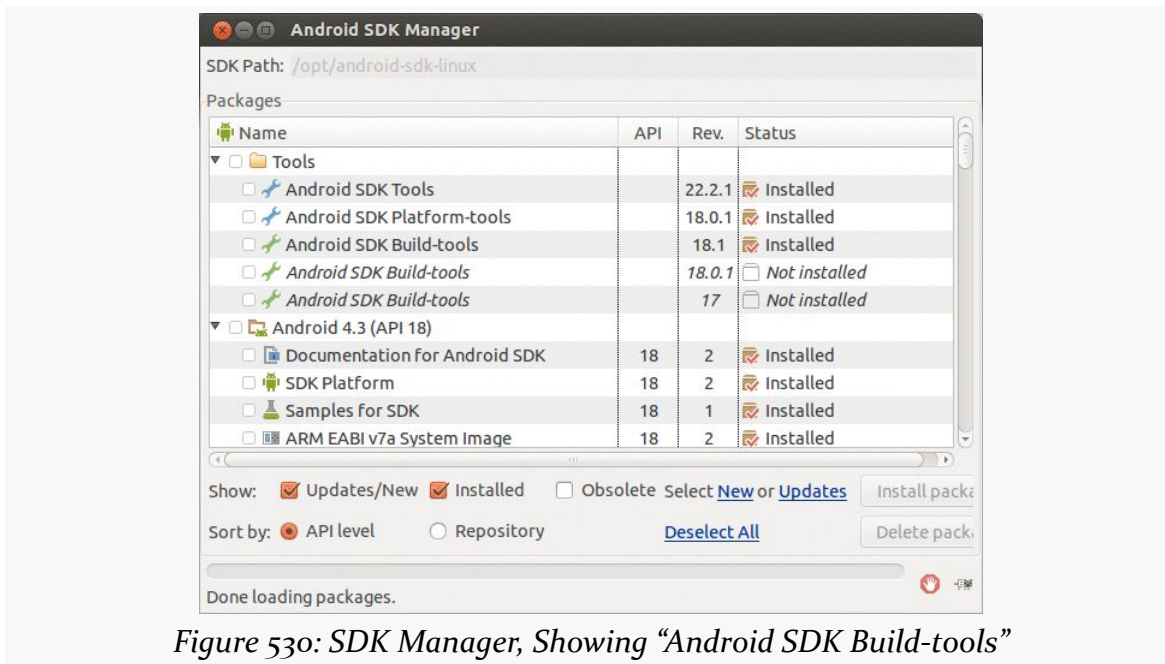 Android SDK Manager
SDK Path: /opt/android-sdk-linux
Packages
Name API Rev. Status
Tools
Android SDK Tools 22.2.1 Installed
Android SDK Platform-tools 18.0.1 Installed
Android SDK Build-tools 18.1 Installed
Android SDK Build-tools 18.0.1 Not installed
Android SDK Build-tools 17 Not installed
Android 4.3 (API 18)
Documentation for Android SDK 18 2 Installed
SDK Platform 18 2 Installed
Samples for SDK 18 1 Installed
ARM EABI v7a System Image 18 2 Installed
Show: Updates/New Installed Obsolete Select New or Updates Install packa
Sort by: API level Repository Deselect All Delete pack
Done loading packages.
Figure 530: SDK Manager, Showing “Android SDK Build-tools”